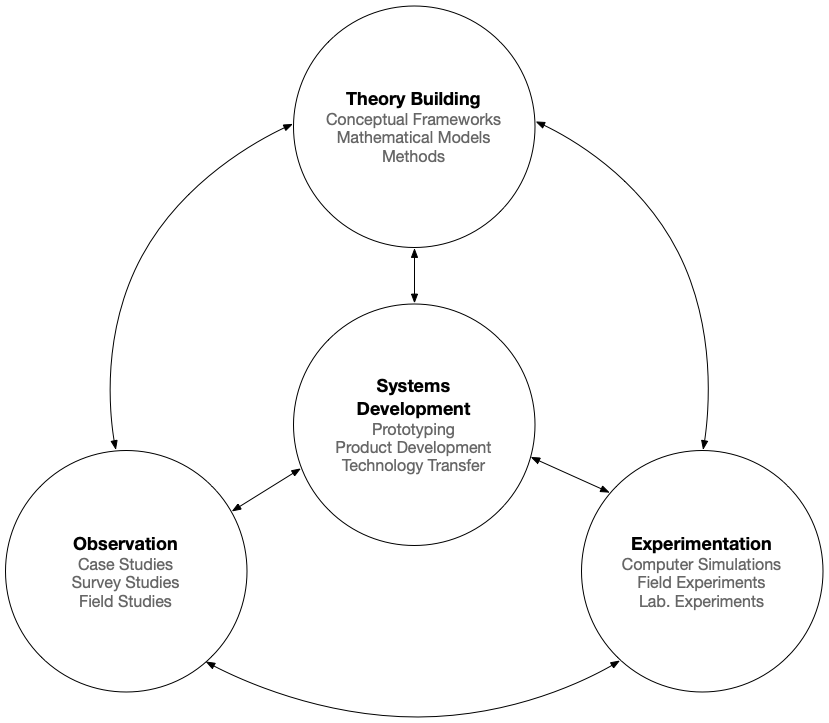 Theory Building
Conceptual Frameworks
Mathematical Models
Methods
Systems
Development
Prototyping
Product Development
Technology Transfer
Observation
Case Studies
Survey Studies
Field Studies
Experimentation
Computer Simulations
Field Experiments
Lab. Experiments